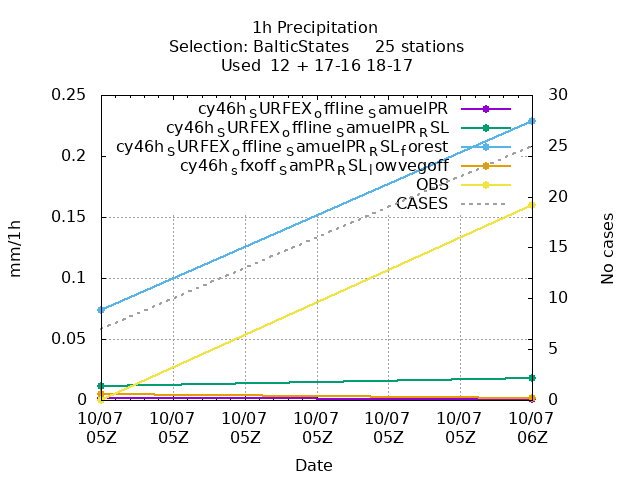 1h Precipitation
Selection: BalticStates 25 stations
Used 12 + 17-16 18-17
cy46h_SURFEX_offline_SamuelPR
cy46h_SURFEX_offline_SamuelPR_RSL
cy46h_SURFEX_offline_SamuelPR_RSL_forest
cy46h_sfxoff_SamPR_RSL_lowvegoff
OBS
CASES
0.25
0.2
0.15
0.1
0.05
0
mm/1h
30
25
20
15
10
5
0
No cases
10/07 10/07 10/07 10/07 10/07 10/07 10/07
05Z 05Z 05Z 05Z 05Z 05Z 06Z
Date